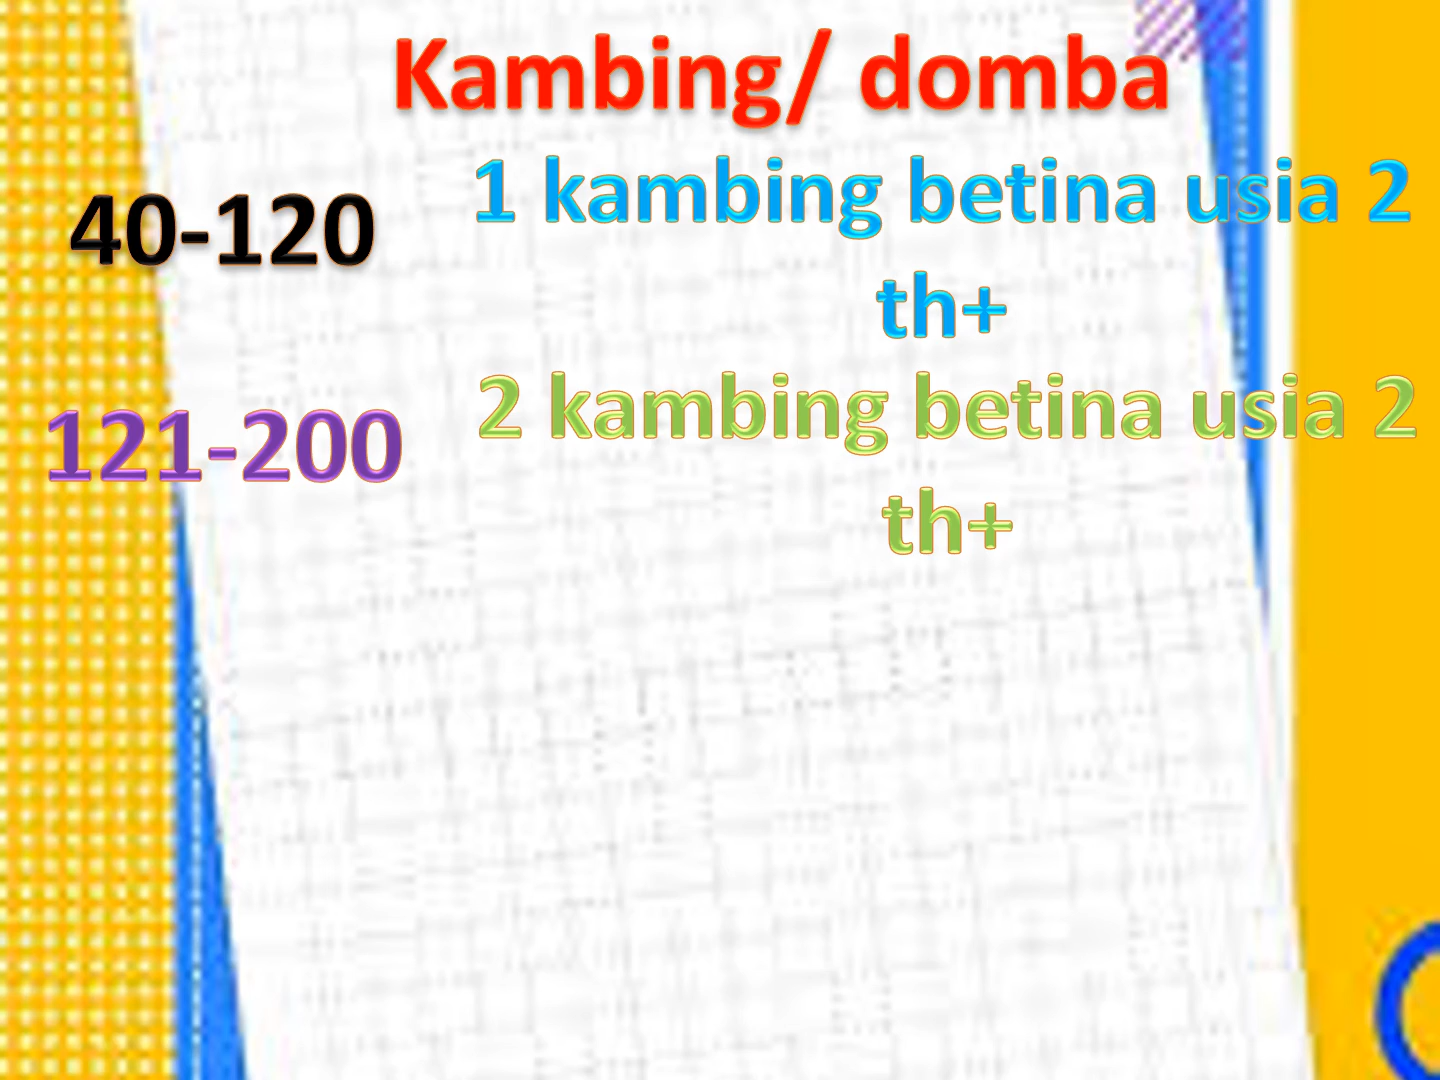 Kambing/ domba
40-120
1 kambing betina usia 2
th+
121-200
2 kambing betina usia 2
th+